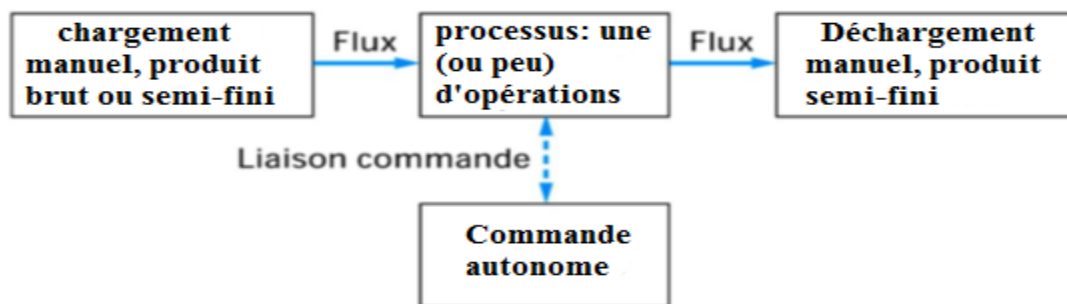 chargement
manuel, produit
brut ou semi-fini
Flux
processus: une
(ou peu)
d'opérations
Flux
Déchargement
manuel, produit
semi-fini
Liaison commande
Commande
autonome